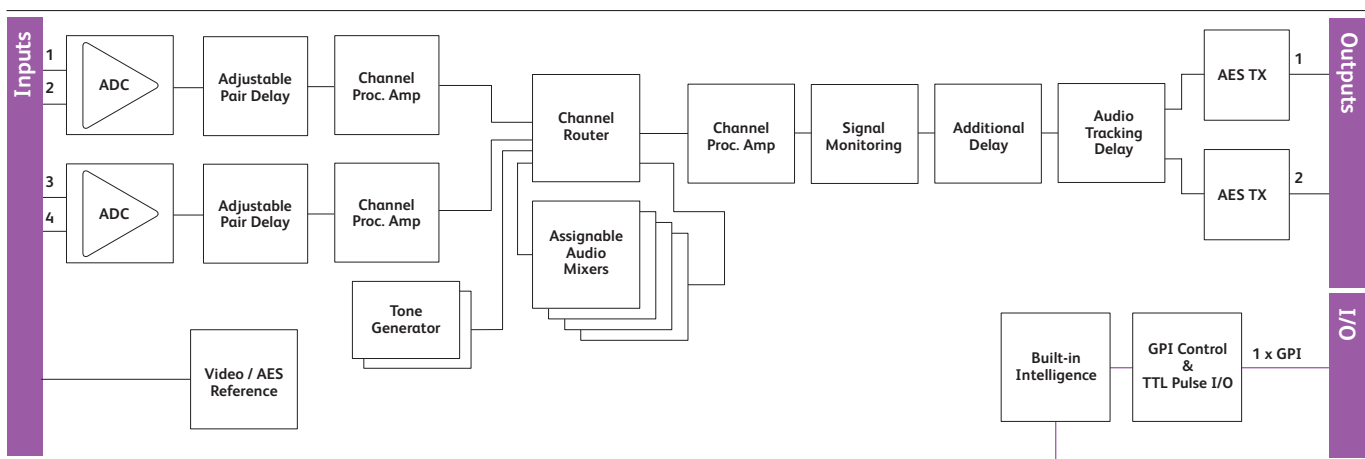 Inputs
1
2
ADC
Adjustable
Pair Delay
Channel
Proc. Amp
3
4
ADC
Adjustable
Pair Delay
Channel
Proc. Amp
Channel
Router
Assignable
Audio
Mixers
Tone
Generator
Video / AES
Reference
Channel
Proc. Amp
Signal
Monitoring
Additional
Delay
Audio
Tracking
Delay
AES TX
1
AES TX
2
Outputs
Built-in
Intelligence
GPI Control
&
TTL Pulse I/O
1 x GPI
I/O